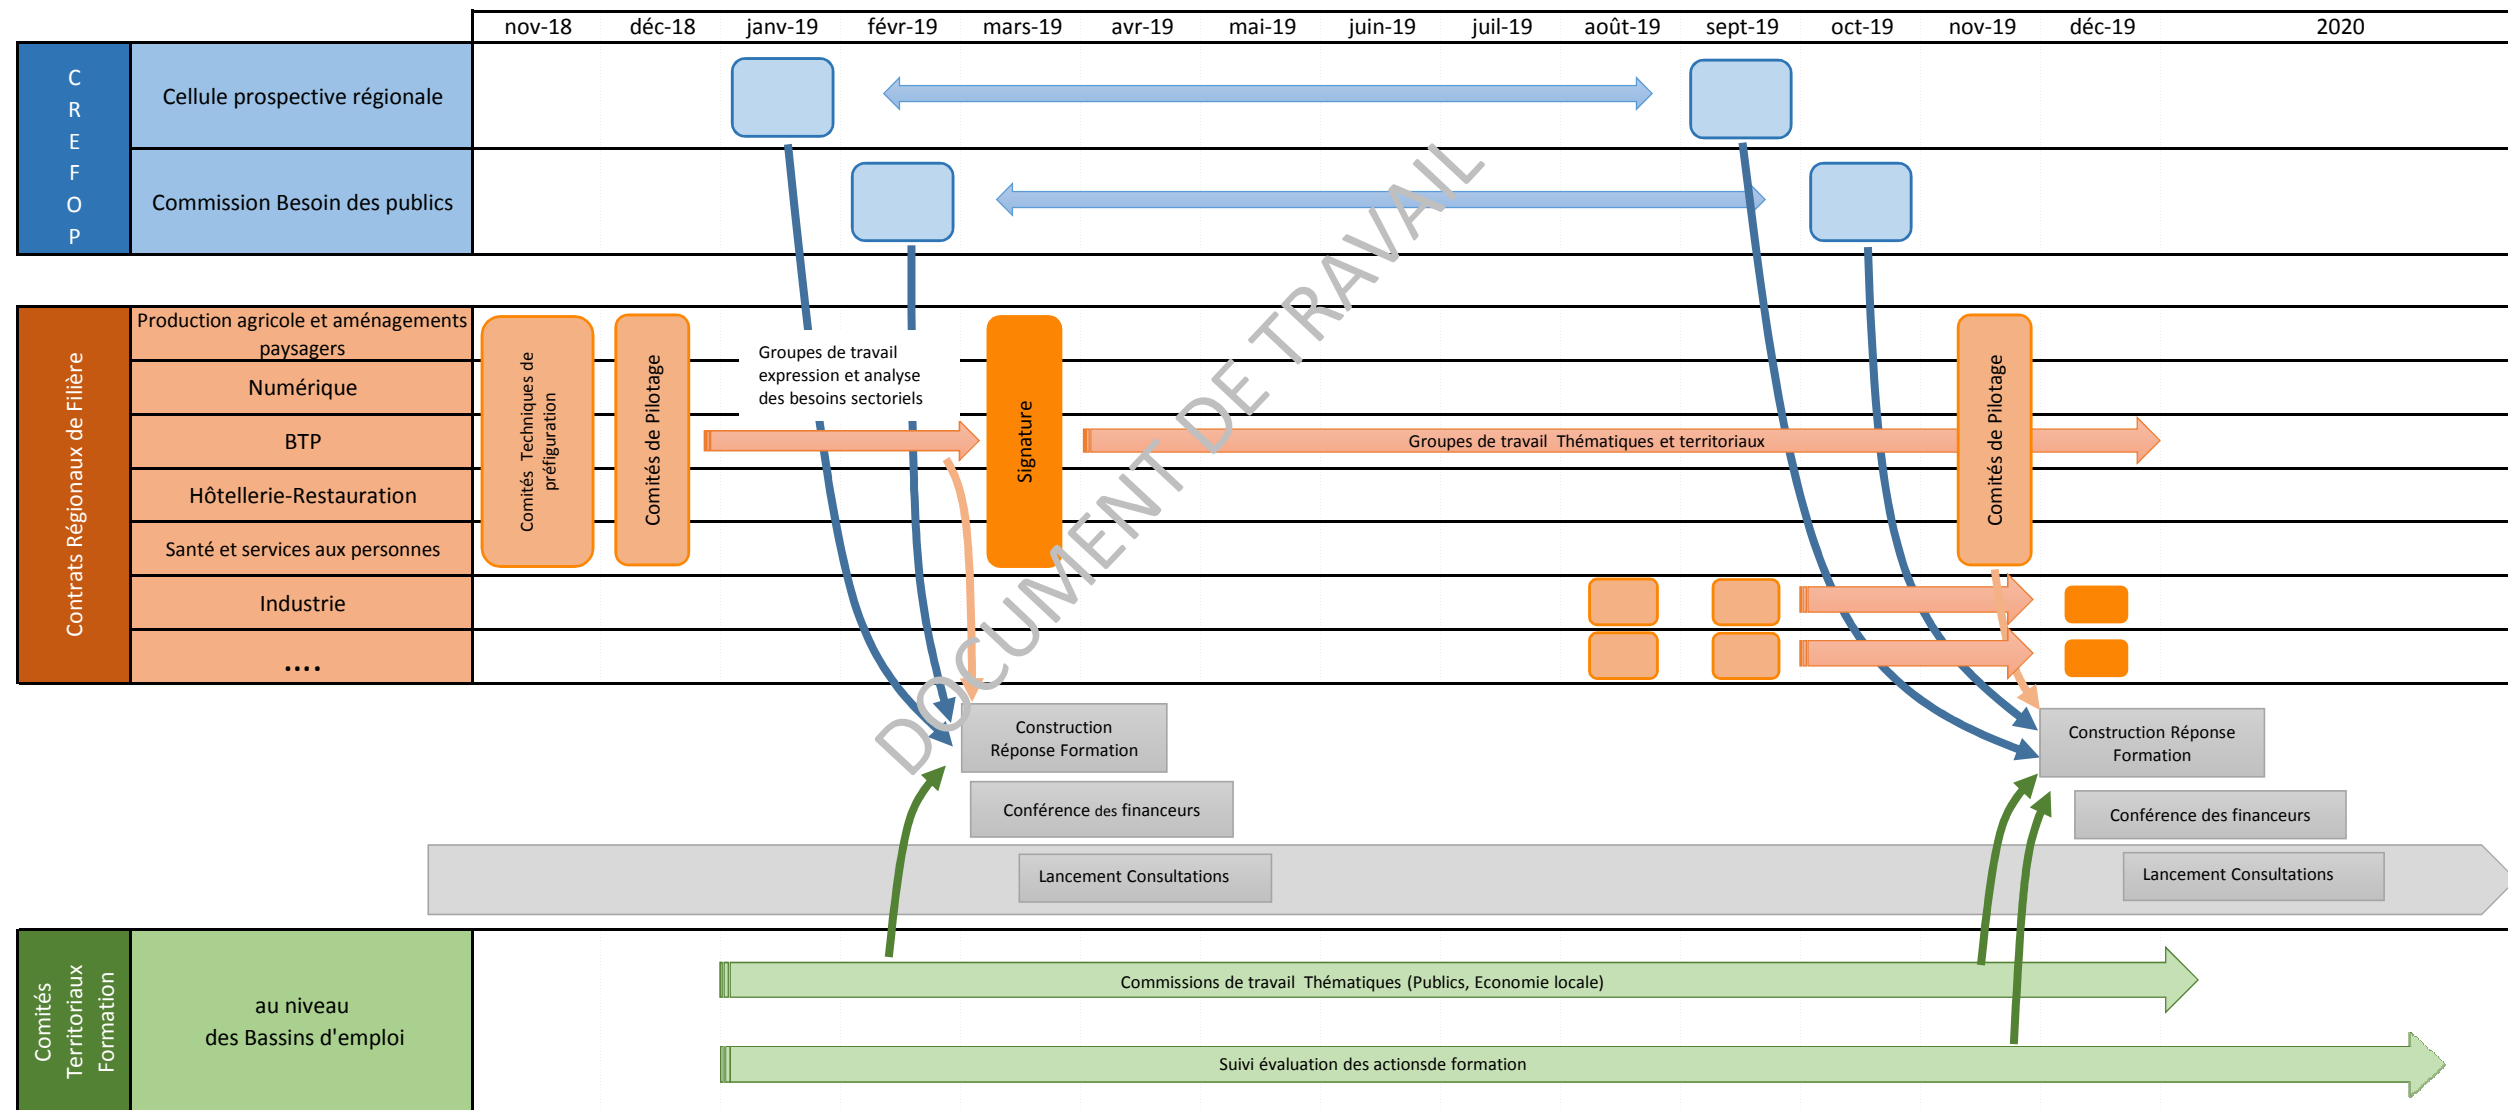 nov-18 déc-18 janv-19 févr-19 mars-19 avr-19 mai-19 juin-19 juil-19 août-19 sept-19 oct-19 nov-19 déc-19 2020
C
R
E
F
O
P
Cellule prospective régionale
Commission Besoin des publics
Contrats Régionaux de Filière
Production agricole et aménagements
paysagers
Numérique
BTP
Hôtellerie-Restauration
Santé et services aux personnes
Industrie
....
Comités Techniques de
préfiguration
Comités de Pilotage
Groupes de travail
expression et analyse
des besoins sectoriels
Signature
Groupes de travail Thématiques et territoriaux
Comités de Pilotage
DOCUMENT DE TRAVAIL
Construction
Réponse Formation
Conférence des financeurs
Lancement Consultations
Construction Réponse
Formation
Conférence des financeurs
Lancement Consultations
Comités
Territoriaux
Formation
au niveau
des Bassins d'emploi
Commissions de travail Thématiques (Publics, Economie locale)
Suivi évaluation des actionsde formation